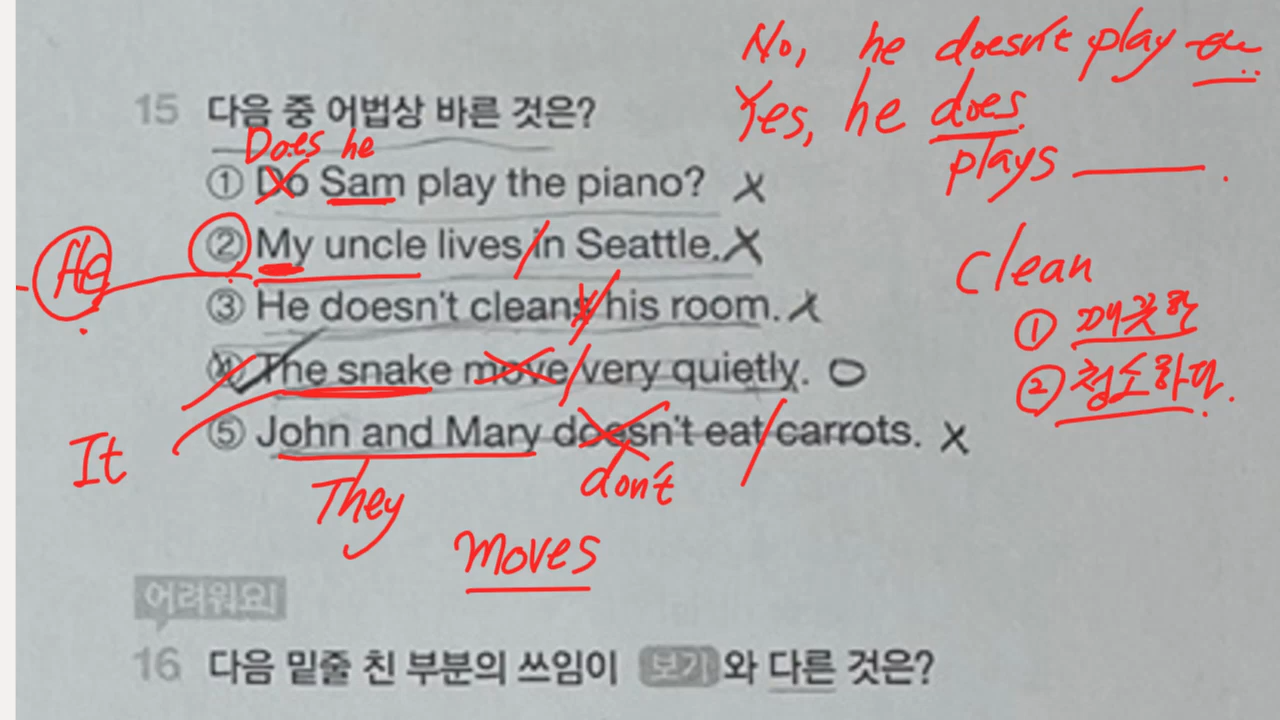 No, he doesn't play
Yes, he does.
plays
15 다음 중 어법상 바른 것은?
Does he
① Do Sam play the piano? X
He ② My uncle lives in Seattle. X
③ He doesn't cleans his room. X
④ The snake move very quietly. O
It ⑤ John and Mary doesn't eat carrots. X
They don't
moves
clean
① 깨끗한
② 청소하다.
어려워요!
16 다음 밑줄 친 부분의 쓰임이 보기와 다른 것은?